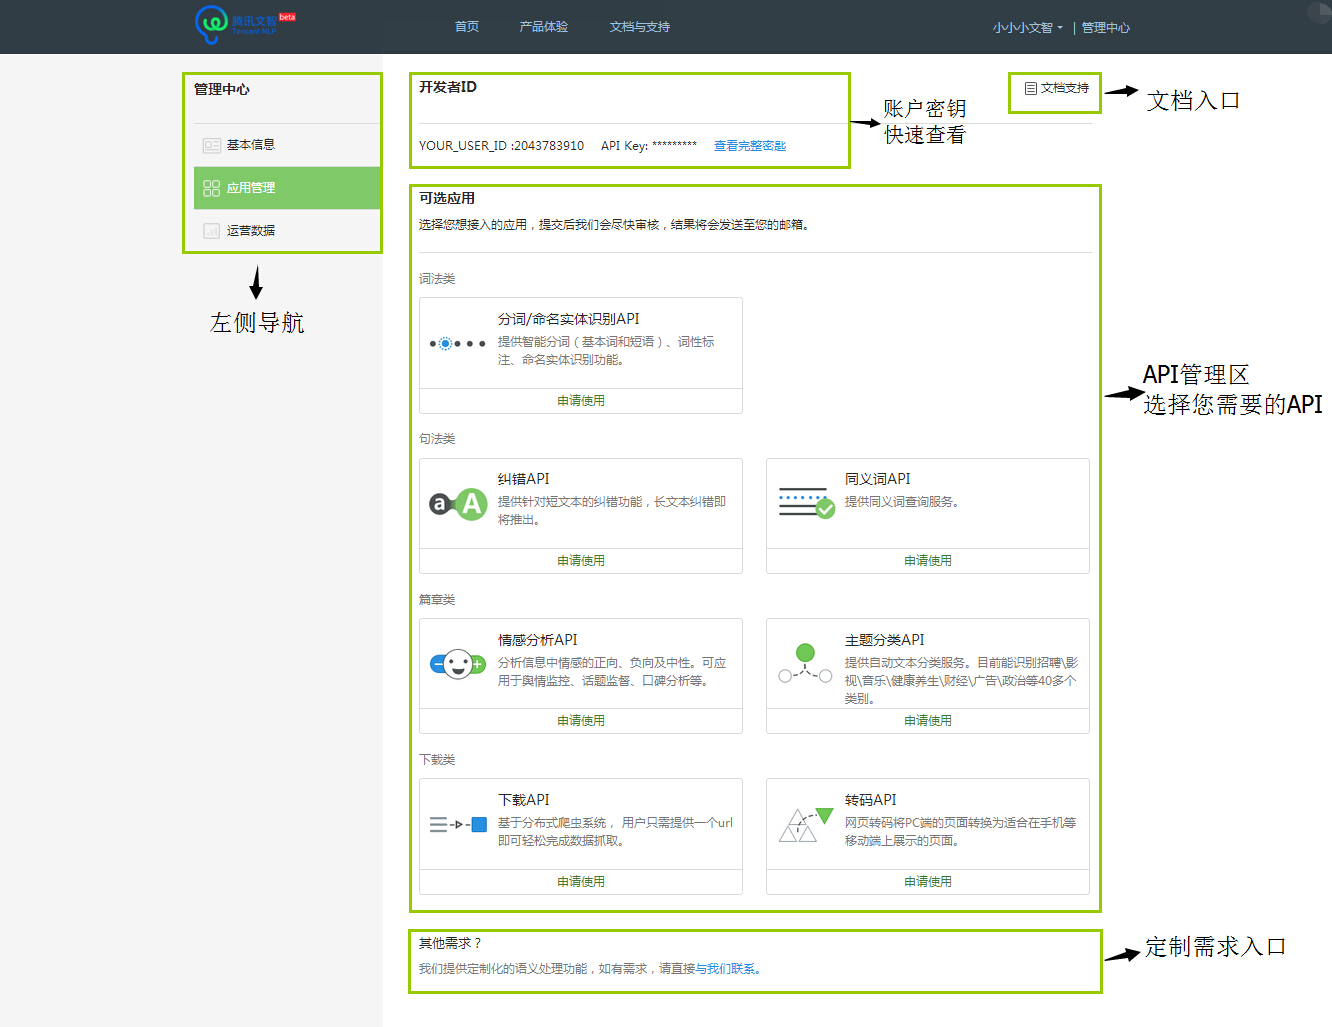 腾讯文智 beta
Tencent NLP
首页 产品体验 文档与支持 小小小文智 | 管理中心
管理中心
基本信息
应用管理
运营数据
左侧导航
开发者ID
文档支持
文档入口
账户密钥
快速查看
YOUR_USER_ID :2043783910 API Key: ********* 查看完整密匙
可选应用
选择您想接入的应用，提交后我们会尽快审核，结果将会发送至您的邮箱。
词法类
分词/命名实体识别API
提供智能分词（基本词和短语）、词性标
注、命名实体识别功能。
申请使用
API管理区
选择您需要的API
句法类
纠错API
提供针对短文本的纠错功能，长文本纠错即
将推出。
申请使用
同义词API
提供同义词查询服务。
申请使用
篇章类
情感分析API
分析信息中情感的正向、负向及中性。可应
用于舆情监控、话题监督、口碑分析等。
申请使用
主题分类API
提供自动文本分类服务。目前能识别招聘\影
视\音乐\健康养生\财经\广告\政治等40多个
类别。
申请使用
下载类
下载API
基于分布式爬虫系统， 用户只需提供一个url
即可轻松完成数据抓取。
申请使用
转码API
网页转码将PC端的页面转换为适合在手机等
移动端上展示的页面。
申请使用
其他需求？
我们提供定制化的语义处理功能，如有需求，请直接与我们联系。
定制需求入口